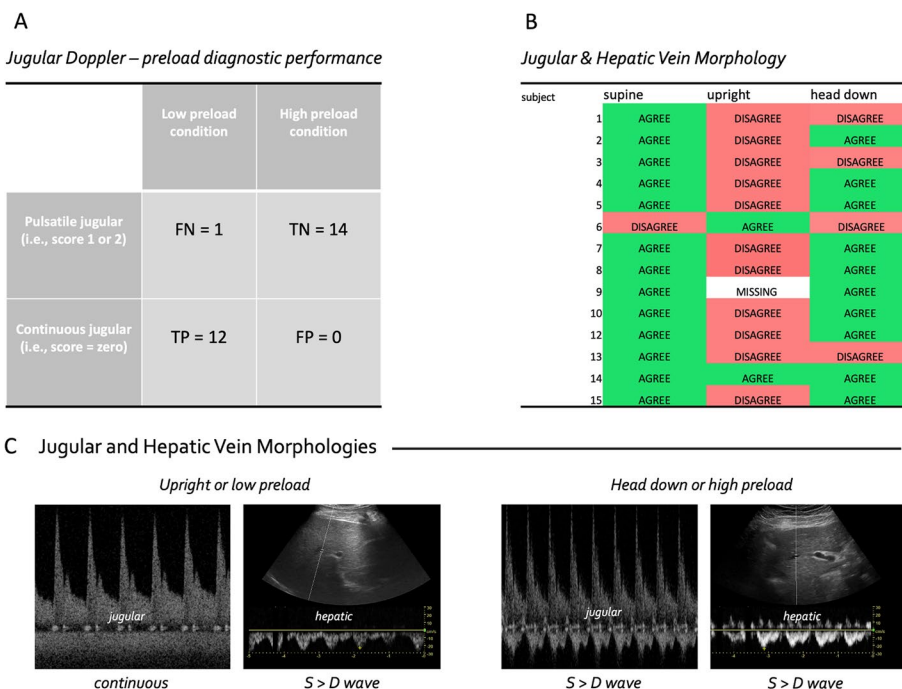 A
Jugular Doppler – preload diagnostic performance
Low preload condition
High preload condition
Pulsatile jugular (i.e., score 1 or 2)
FN = 1
TN = 14
Continuous jugular (i.e., score = zero)
TP = 12
FP = 0
B
Jugular & Hepatic Vein Morphology
subject supine upright head down
1 AGREE DISAGREE DISAGREE
2 AGREE DISAGREE AGREE
3 AGREE DISAGREE DISAGREE
4 AGREE DISAGREE AGREE
5 AGREE DISAGREE AGREE
6 DISAGREE AGREE DISAGREE
7 AGREE DISAGREE AGREE
8 AGREE DISAGREE AGREE
9 AGREE MISSING AGREE
10 AGREE DISAGREE AGREE
12 AGREE DISAGREE AGREE
13 AGREE DISAGREE DISAGREE
14 AGREE AGREE AGREE
15 AGREE DISAGREE AGREE
C Jugular and Hepatic Vein Morphologies
Upright or low preload
Head down or high preload
jugular
hepatic
jugular
hepatic
continuous
S > D wave
S > D wave
S > D wave